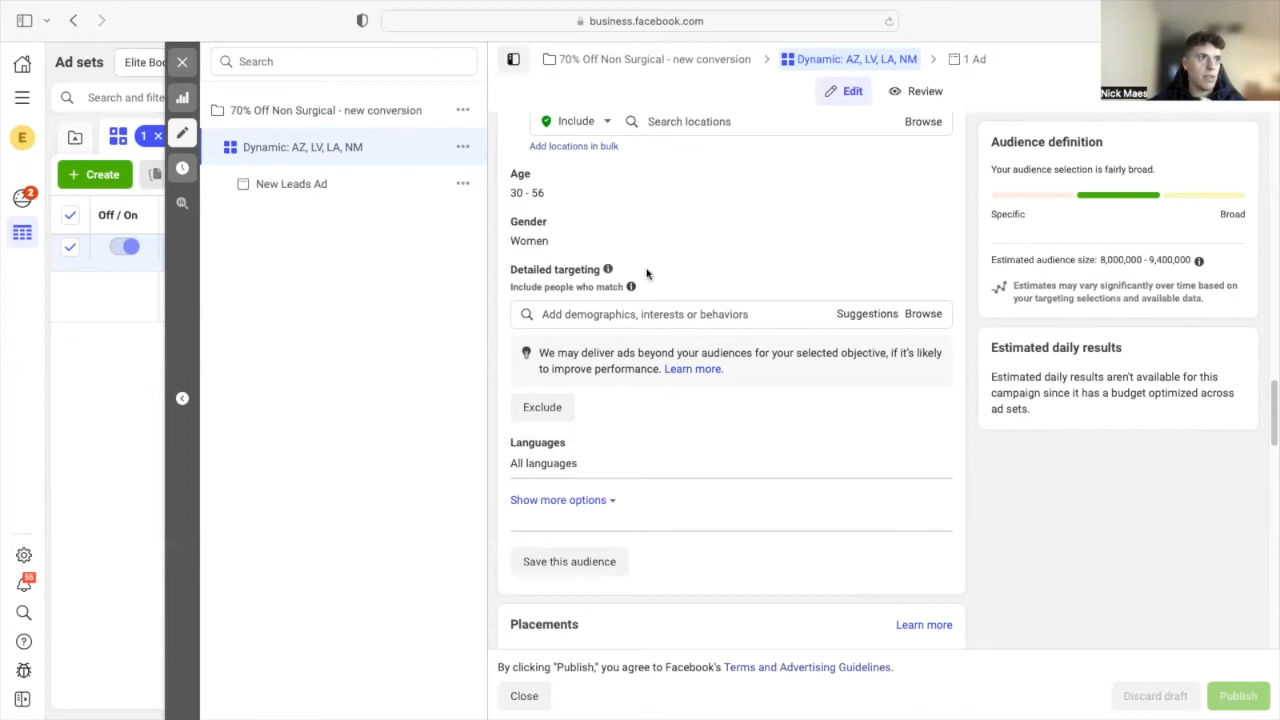 business.facebook.com
Nick Maes
Ad sets
Elite Boo
Search and filte
1
Create
Off / On
E
2
55
Search
70% Off Non Surgical - new conversion
Dynamic: AZ, LV, LA, NM
New Leads Ad
70% Off Non Surgical - new conversion
Dynamic: AZ, LV, LA, NM
1 Ad
Edit
Review
Include
Search locations
Browse
Add locations in bulk
Age
30 - 56
Gender
Women
Detailed targeting
Include people who match
Add demographics, interests or behaviors
Suggestions
Browse
We may deliver ads beyond your audiences for your selected objective, if it's likely
to improve performance. Learn more.
Exclude
Languages
All languages
Show more options
Save this audience
Placements
Learn more
Audience definition
Your audience selection is fairly broad.
Specific
Broad
Estimated audience size: 8,000,000 - 9,400,000
Estimates may vary significantly over time based on
your targeting selections and available data.
Estimated daily results
Estimated daily results aren't available for this
campaign since it has a budget optimized across
ad sets.
By clicking "Publish," you agree to Facebook's Terms and Advertising Guidelines.
Close
Discard draft
Publish